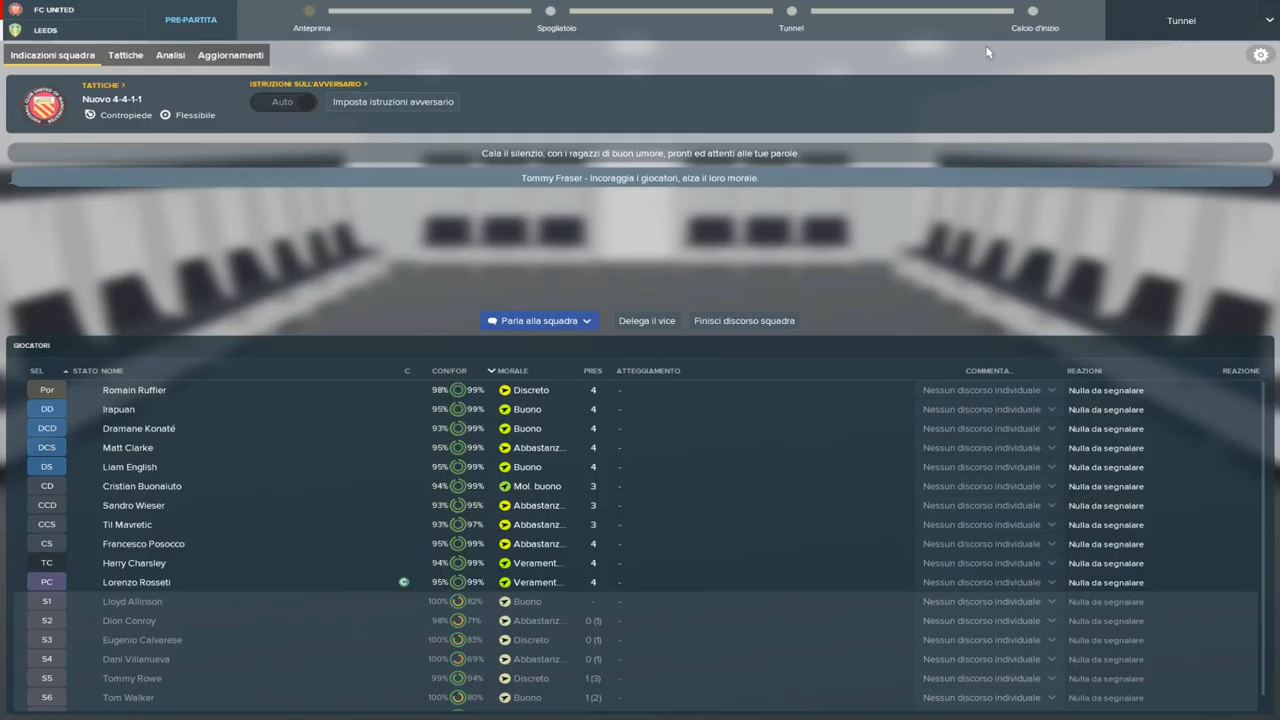 FC UNITED
LEEDS
PRE-PARTITA
Anteprima
Spogliatoio
Tunnel
Calcio d'inizio
Tunnel
Indicazioni squadra
Tattiche
Analisi
Aggiornamenti
TATTICHE >
Nuovo 4-4-1-1
Contropiede
Flessibile
ISTRUZIONI SULL'AVVERSARIO >
Auto
Imposta istruzioni avversario
Cala il silenzio, con i ragazzi di buon umore, pronti ed attenti alle tue parole.
Tommy Fraser - Incoraggia i giocatori, alza il loro morale.
Parla alla squadra
Delega il vice
Finisci discorso squadra
GIOCATORI
SEL STATO NOME C CON/FOR MORALE PRES ATTEGGIAMENTO COMMENTA... REAZIONI REAZIONE
Por Romain Ruffier 98% 99% Discreto 4 - Nessun discorso individuale Nulla da segnalare
DD Irapuan 95% 99% Buono 4 - Nessun discorso individuale Nulla da segnalare
DCD Dramane Konaté 93% 99% Buono 4 - Nessun discorso individuale Nulla da segnalare
DCS Matt Clarke 95% 99% Abbastanz... 4 - Nessun discorso individuale Nulla da segnalare
DS Liam English 95% 99% Buono 4 - Nessun discorso individuale Nulla da segnalare
CD Cristian Buonaiuto 94% 99% Mol. buono 3 - Nessun discorso individuale Nulla da segnalare
CCD Sandro Wieser 93% 95% Abbastanz... 3 - Nessun discorso individuale Nulla da segnalare
CCS Til Mavretic 93% 97% Abbastanz... 3 - Nessun discorso individuale Nulla da segnalare
CS Francesco Posocco 95% 99% Abbastanz... 4 - Nessun discorso individuale Nulla da segnalare
TC Harry Charsley 94% 99% Verament... 4 - Nessun discorso individuale Nulla da segnalare
PC Lorenzo Rosseti C 95% 99% Verament... 4 - Nessun discorso individuale Nulla da segnalare
S1 Lloyd Allinson 100% 82% Buono - - Nessun discorso individuale Nulla da segnalare
S2 Dion Conroy 98% 71% Abbastanz... 0 (1) - Nessun discorso individuale Nulla da segnalare
S3 Eugenio Calvarese 100% 83% Discreto 0 (1) - Nessun discorso individuale Nulla da segnalare
S4 Dani Villanueva 100% 69% Abbastanz... 0 (1) - Nessun discorso individuale Nulla da segnalare
S5 Tommy Rowe 99% 94% Discreto 1 (3) - Nessun discorso individuale Nulla da segnalare
S6 Tom Walker 100% 80% Buono 1 (2) - Nessun discorso individuale Nulla da segnalare